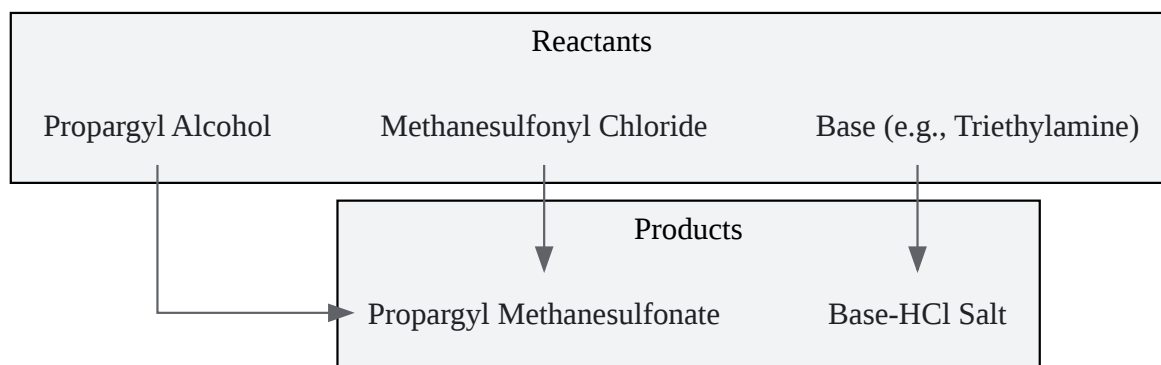 Reactants
Propargyl Alcohol
Methanesulfonyl Chloride
Base (e.g., Triethylamine)
Products
Propargyl Methanesulfonate
Base-HCl Salt